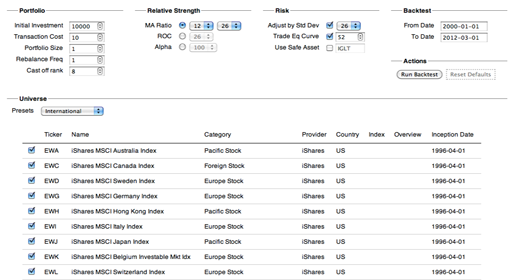 Portfolio
Initial Investment 10000
Transaction Cost 10
Portfolio Size 1
Rebalance Freq 1
Cast off rank 8
Relative Strength
MA Ratio 12 26
ROC 26
Alpha 100
Risk
Adjust by Std Dev 26
Trade Eq Curve 52
Use Safe Asset IGLT
Backtest
From Date 2000-01-01
To Date 2012-03-01
Actions
Run Backtest Reset Defaults
Universe
Presets International
Ticker Name Category Provider Country Index Overview Inception Date
EWA iShares MSCI Australia Index Pacific Stock iShares US 1996-04-01
EWC iShares MSCI Canada Index Foreign Stock iShares US 1996-04-01
EWD iShares MSCI Sweden Index Europe Stock iShares US 1996-04-01
EWG iShares MSCI Germany Index Europe Stock iShares US 1996-04-01
EWH iShares MSCI Hong Kong Index Pacific Stock iShares US 1996-04-01
EWI iShares MSCI Italy Index Europe Stock iShares US 1996-04-01
EWJ iShares MSCI Japan Index Pacific Stock iShares US 1996-04-01
EWK iShares MSCI Belgium Investable Mkt Idx Europe Stock iShares US 1996-04-01
EWL iShares MSCI Switzerland Index Europe Stock iShares US 1996-04-01